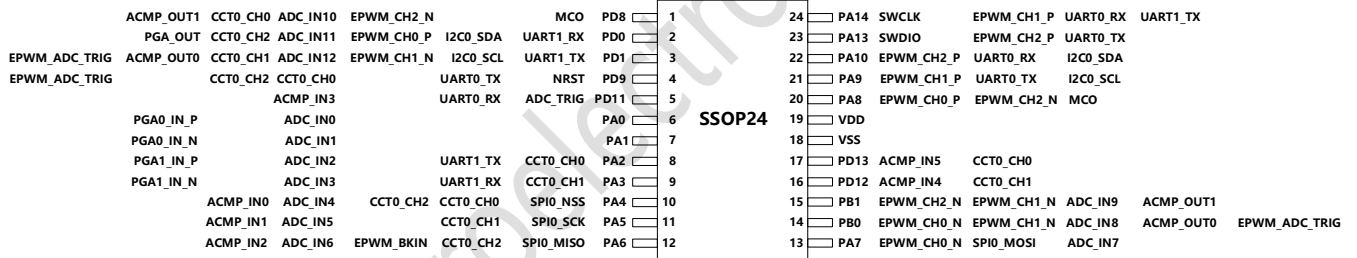 ACMP_OUT1 CCT0_CH0 ADC_IN10 EPWM_CH2_N MCO PD8 1 24 PA14 SWCLK EPWM_CH1_P UART0_RX UART1_TX
PGA_OUT CCT0_CH2 ADC_IN11 EPWM_CH0_P I2C0_SDA UART1_RX PD0 2 23 PA13 SWDIO EPWM_CH2_P UART0_TX
EPWM_ADC_TRIG ACMP_OUT0 CCT0_CH1 ADC_IN12 EPWM_CH1_N I2C0_SCL UART1_TX PD1 3 22 PA10 EPWM_CH2_P UART0_RX I2C0_SDA
EPWM_ADC_TRIG CCT0_CH2 CCT0_CH0 UART0_TX NRST PD9 4 21 PA9 EPWM_CH1_P UART0_TX I2C0_SCL
ACMP_IN3 UART0_RX ADC_TRIG PD11 5 20 PA8 EPWM_CH0_P EPWM_CH2_N MCO
PGA0_IN_P ADC_IN0 PA0 6 SSOP24 19 VDD
PGA0_IN_N ADC_IN1 PA1 7 18 VSS
PGA1_IN_P ADC_IN2 UART1_TX CCT0_CH0 PA2 8 17 PD13 ACMP_IN5 CCT0_CH0
PGA1_IN_N ADC_IN3 UART1_RX CCT0_CH1 PA3 9 16 PD12 ACMP_IN4 CCT0_CH1
ACMP_IN0 ADC_IN4 CCT0_CH2 CCT0_CH0 SPI0_NSS PA4 10 15 PB1 EPWM_CH2_N EPWM_CH1_N ADC_IN9 ACMP_OUT1
ACMP_IN1 ADC_IN5 CCT0_CH1 SPI0_SCK PA5 11 14 PB0 EPWM_CH0_N EPWM_CH1_N ADC_IN8 ACMP_OUT0 EPWM_ADC_TRIG
ACMP_IN2 ADC_IN6 EPWM_BKIN CCT0_CH2 SPI0_MISO PA6 12 13 PA7 EPWM_CH0_N SPI0_MOSI ADC_IN7